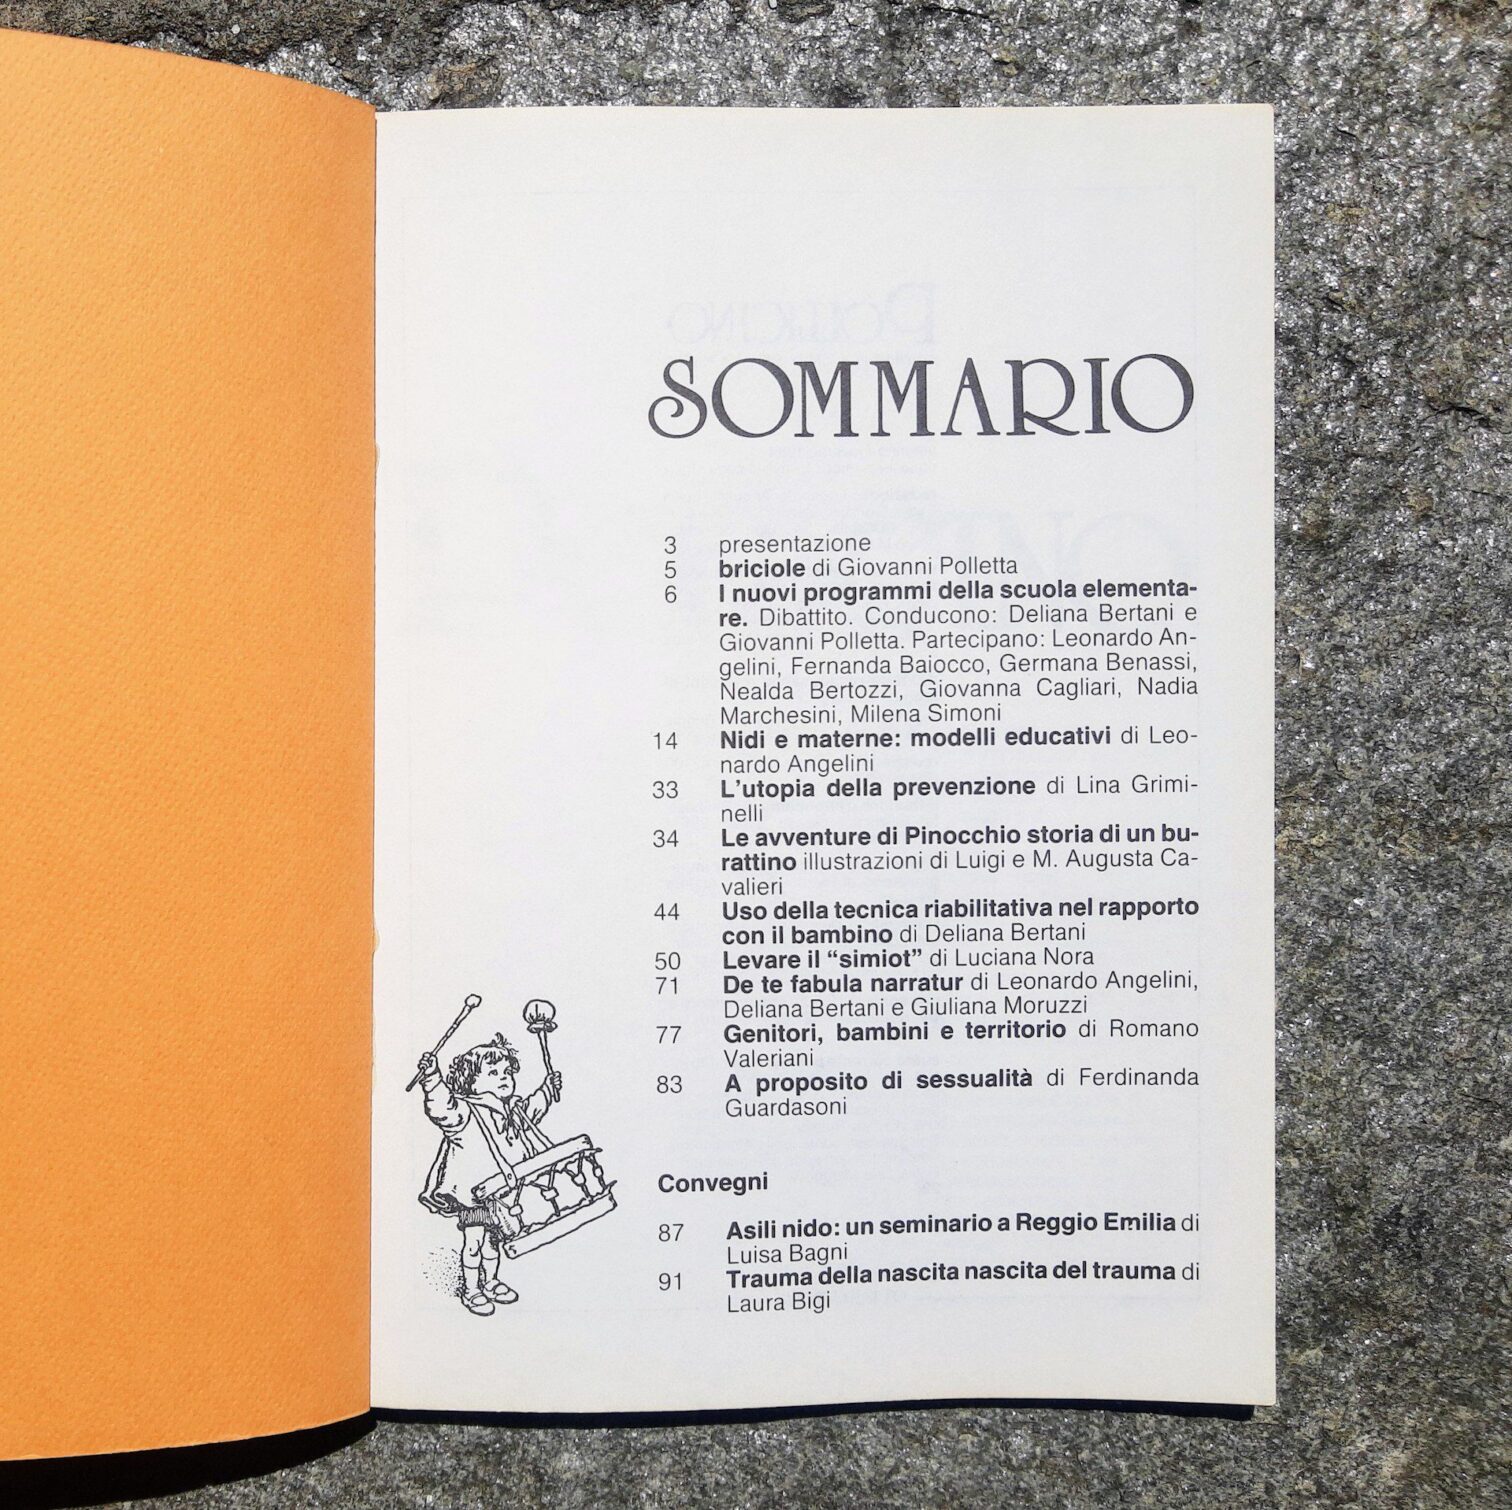 SOMMARIO
3 presentazione
5 briciole di Giovanni Polletta
6 I nuovi programmi della scuola elementa-
re. Dibattito. Conducono: Deliana Bertani e
Giovanni Polletta. Partecipano: Leonardo An-
gelini, Fernanda Baiocco, Germana Benassi,
Nealda Bertozzi, Giovanna Cagliari, Nadia
Marchesini, Milena Simoni
14 Nidi e materne: modelli educativi di Leo-
nardo Angelini
33 L'utopia della prevenzione di Lina Grimi-
nelli
34 Le avventure di Pinocchio storia di un bu-
rattino illustrazioni di Luigi e M. Augusta Ca-
valieri
44 Uso della tecnica riabilitativa nel rapporto
con il bambino di Deliana Bertani
50 Levare il “simiot” di Luciana Nora
71 De te fabula narratur di Leonardo Angelini,
Deliana Bertani e Giuliana Moruzzi
77 Genitori, bambini e territorio di Romano
Valeriani
83 A proposito di sessualità di Ferdinanda
Guardasoni
Convegni
87 Asili nido: un seminario a Reggio Emilia di
Luisa Bagni
91 Trauma della nascita nascita del trauma di
Laura Bigi